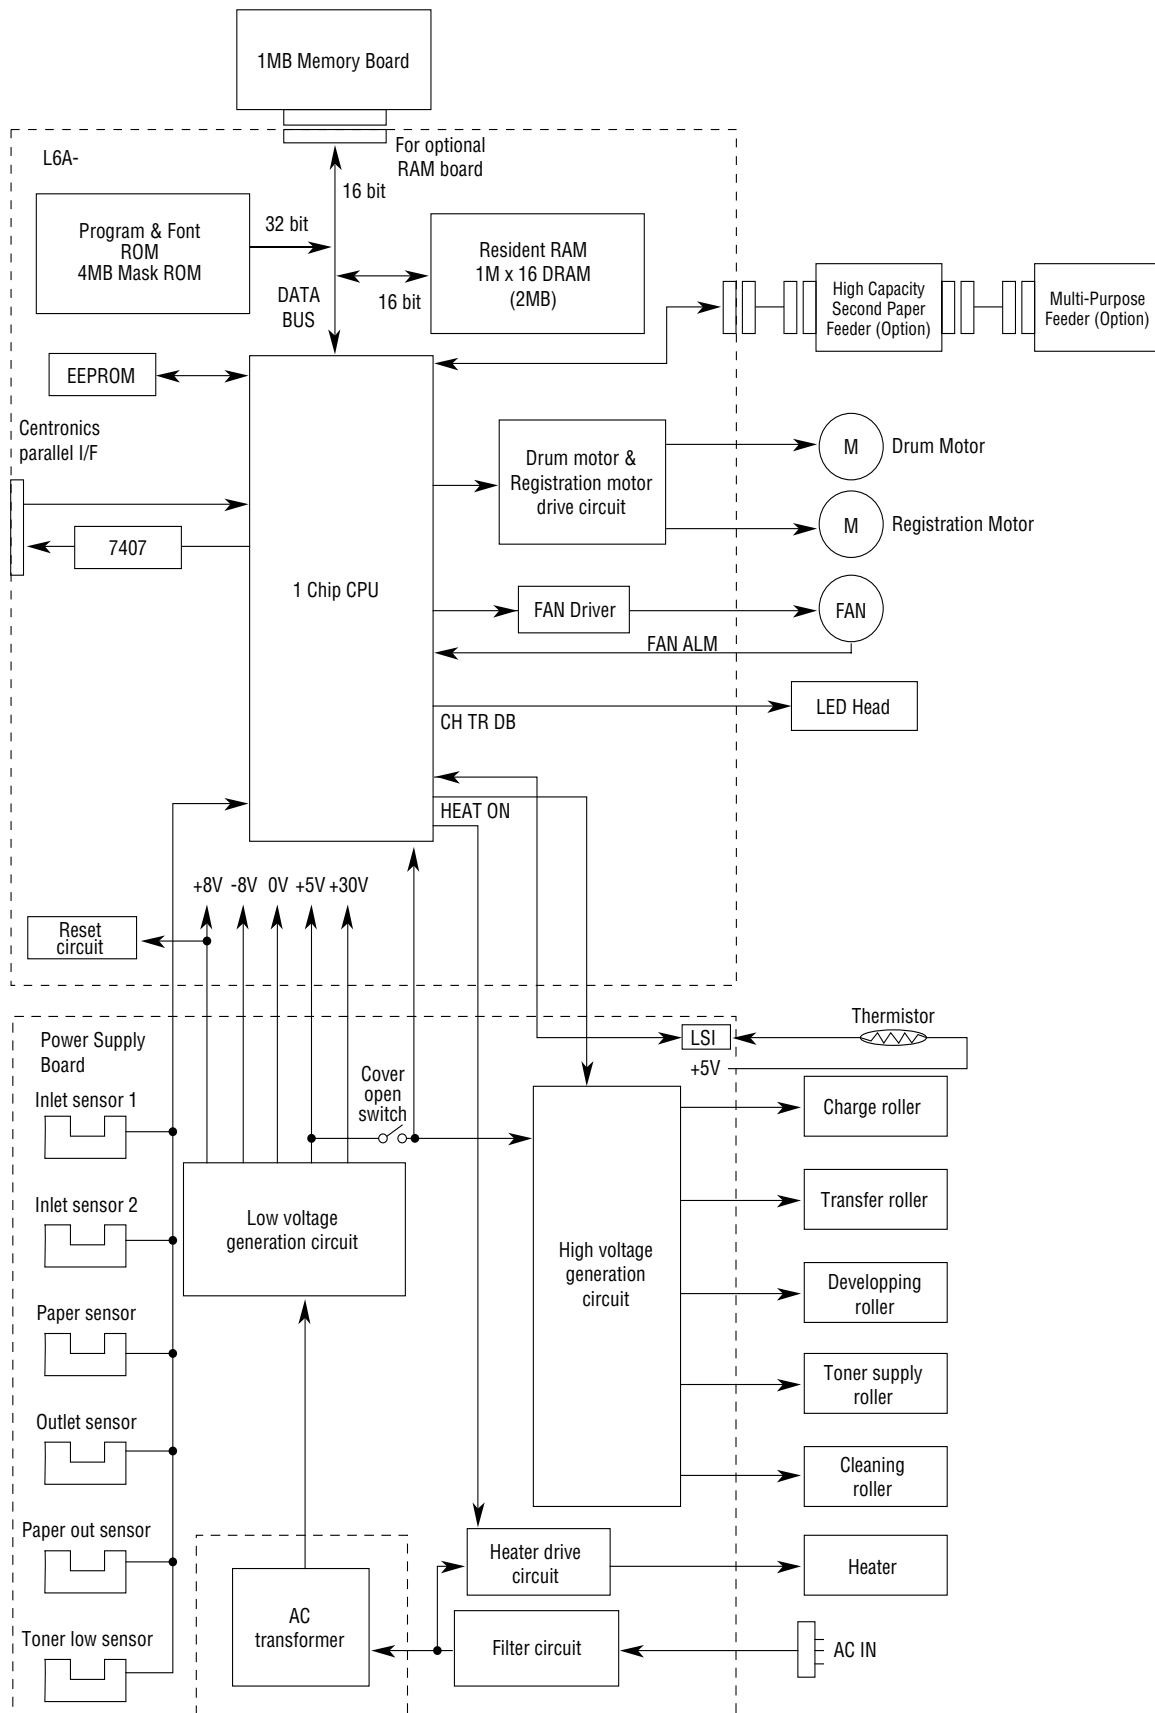 1MB Memory Board
L6A-
For optional
RAM board
16 bit
Program & Font
ROM
4MB Mask ROM
32 bit
Resident RAM
1M x 16 DRAM
(2MB)
16 bit
DATA
BUS
High Capacity
Second Paper
Feeder (Option)
Multi-Purpose
Feeder (Option)
EEPROM
Centronics
parallel I/F
7407
1 Chip CPU
Drum motor &
Registration motor
drive circuit
M
Drum Motor
M
Registration Motor
FAN Driver
FAN
FAN ALM
LED Head
CH TR DB
HEAT ON
+8V
-8V
0V
+5V
+30V
Reset
circuit
Power Supply
Board
LSI
Thermistor
+5V
Cover
open
switch
Inlet sensor 1
Inlet sensor 2
Paper sensor
Outlet sensor
Paper out sensor
Toner low sensor
Low voltage
generation circuit
High voltage
generation
circuit
Charge roller
Transfer roller
Developping
roller
Toner supply
roller
Cleaning
roller
Heater drive
circuit
Heater
AC
transformer
Filter circuit
AC IN